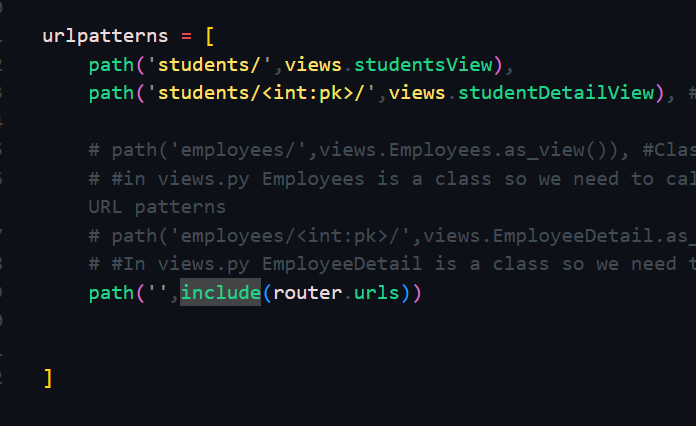 urlpatterns = [
path('students/',views.studentsView),
path('students/<int:pk>/',views.studentDetailView), #
# path('employees/',views.Employees.as_view()), #Clas
# #in views.py Employees is a class so we need to cal
URL patterns
# path('employees/<int:pk>/',views.EmployeeDetail.as_
# #In views.py EmployeeDetail is a class so we need t
path('',include(router.urls))
]